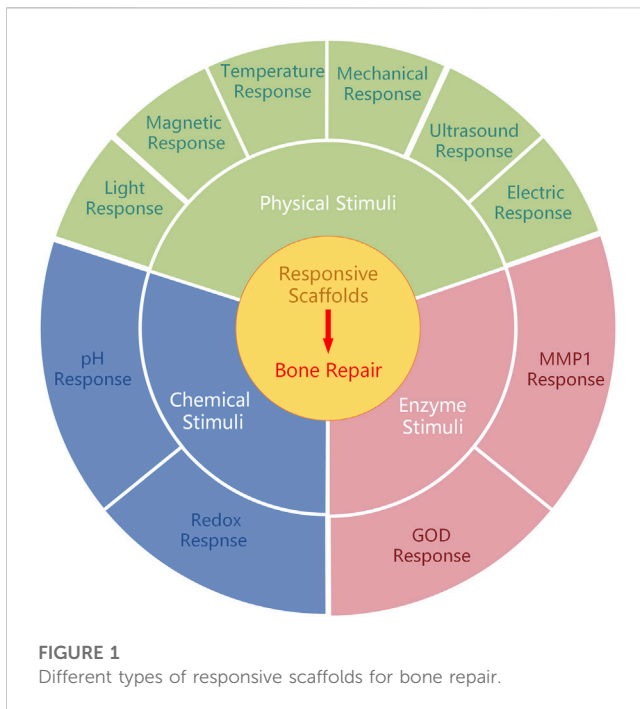 Temperature
Response
Mechanical
Response
Magnetic
Response
Ultrasound
Response
Light
Response
Electric
Response
Physical Stimuli
Responsive
Scaffolds
Bone Repair
pH
Response
Chemical
Stimuli
Enzyme
Stimuli
MMP1
Response
Redox
Respnse
GOD
Response
FIGURE 1
Different types of responsive scaffolds for bone repair.